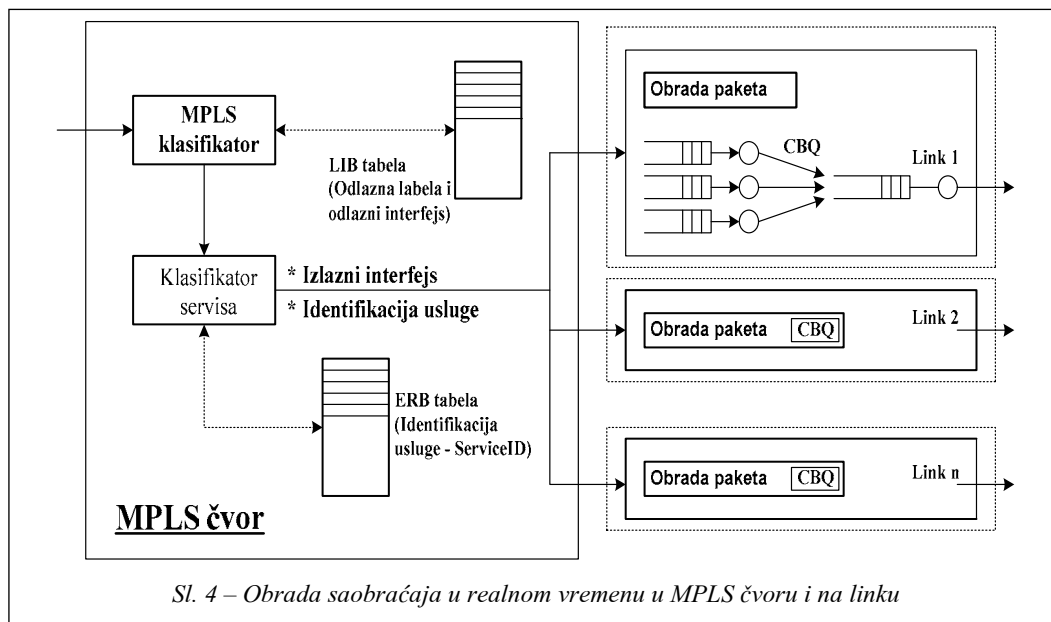 MPLS
klasifikator
LIB tabela
(Odlazna labela i
odlazni interfejs)
Klasifikator
servisa
* Izlazni interfejs
* Identifikacija usluge
ERB tabela
(Identifikacija
usluge - ServiceID)
MPLS čvor
Obrada paketa
CBQ
Link 1
Obrada paketa
CBQ
Link 2
Obrada paketa
CBQ
Link n
Sl. 4 – Obrada saobraćaja u realnom vremenu u MPLS čvoru i na linku